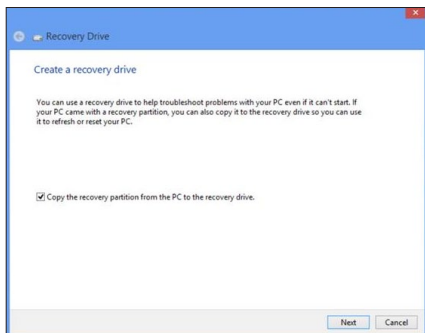 Recovery Drive
Create a recovery drive
You can use a recovery drive to help troubleshoot problems with your PC even if it can't start. If
your PC came with a recovery partition, you can also copy it to the recovery drive so you can use
it to refresh or reset your PC.
Copy the recovery partition from the PC to the recovery drive.
Next Cancel